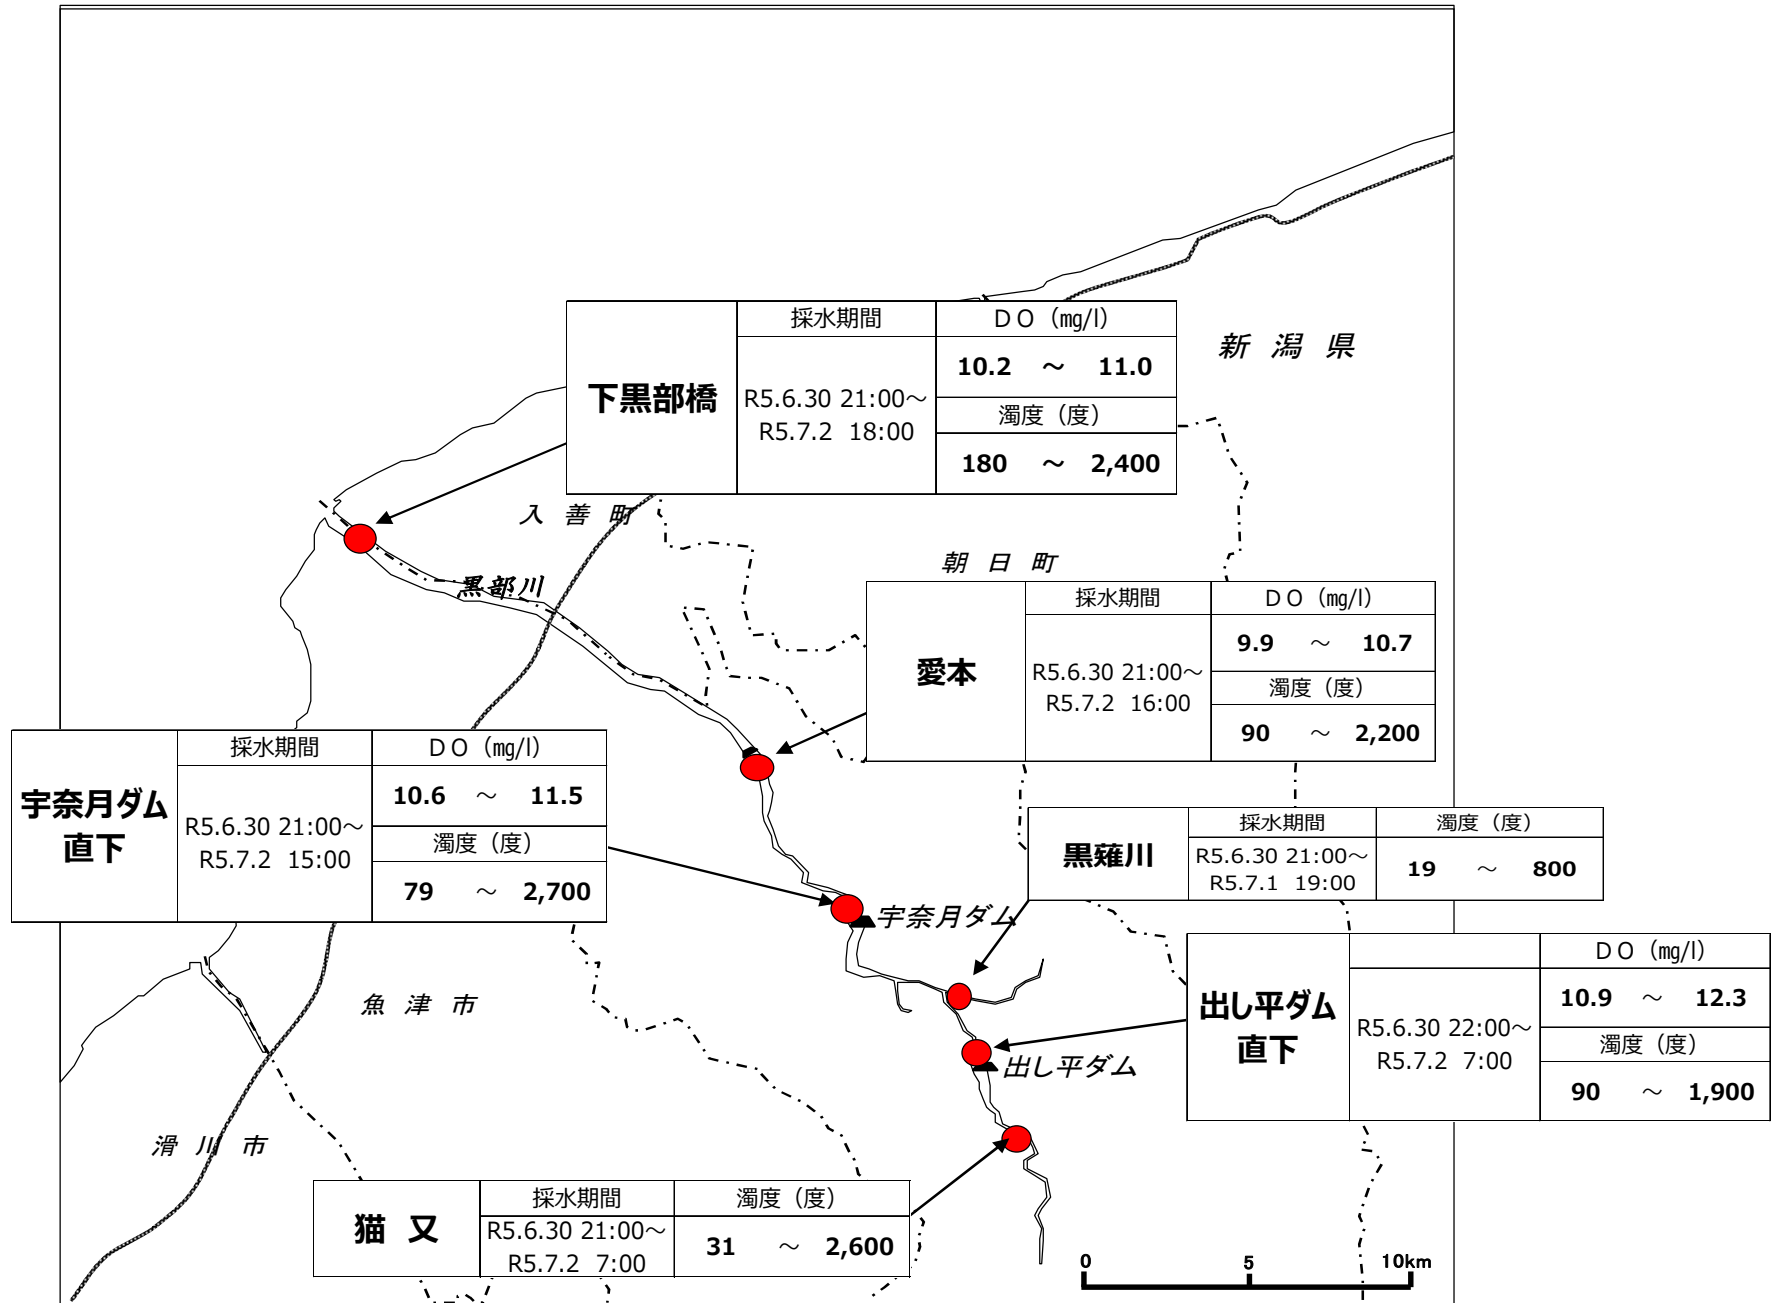 採水期間 ＤＯ（㎎/l）
下黒部橋
10.2 ～ 11.0
R5.6.30 21:00～
R5.7.2 18:00
濁度（度）
180 ～ 2,400
新潟県
入善町
朝日町
黒部川
採水期間 ＤＯ（㎎/l）
愛本
9.9 ～ 10.7
R5.6.30 21:00～
R5.7.2 16:00
濁度（度）
90 ～ 2,200
採水期間 ＤＯ（㎎/l）
宇奈月ダム
直下
10.6 ～ 11.5
R5.6.30 21:00～
R5.7.2 15:00
濁度（度）
79 ～ 2,700
採水期間 濁度（度）
黒薙川
R5.6.30 21:00～
R5.7.1 19:00
19 ～ 800
宇奈月ダム
ＤＯ（㎎/l）
出し平ダム
直下
10.9 ～ 12.3
R5.6.30 22:00～
R5.7.2 7:00
濁度（度）
90 ～ 1,900
魚津市
出し平ダム
滑川市
採水期間 濁度（度）
猫又
R5.6.30 21:00～
R5.7.2 7:00
31 ～ 2,600
0 5 10km